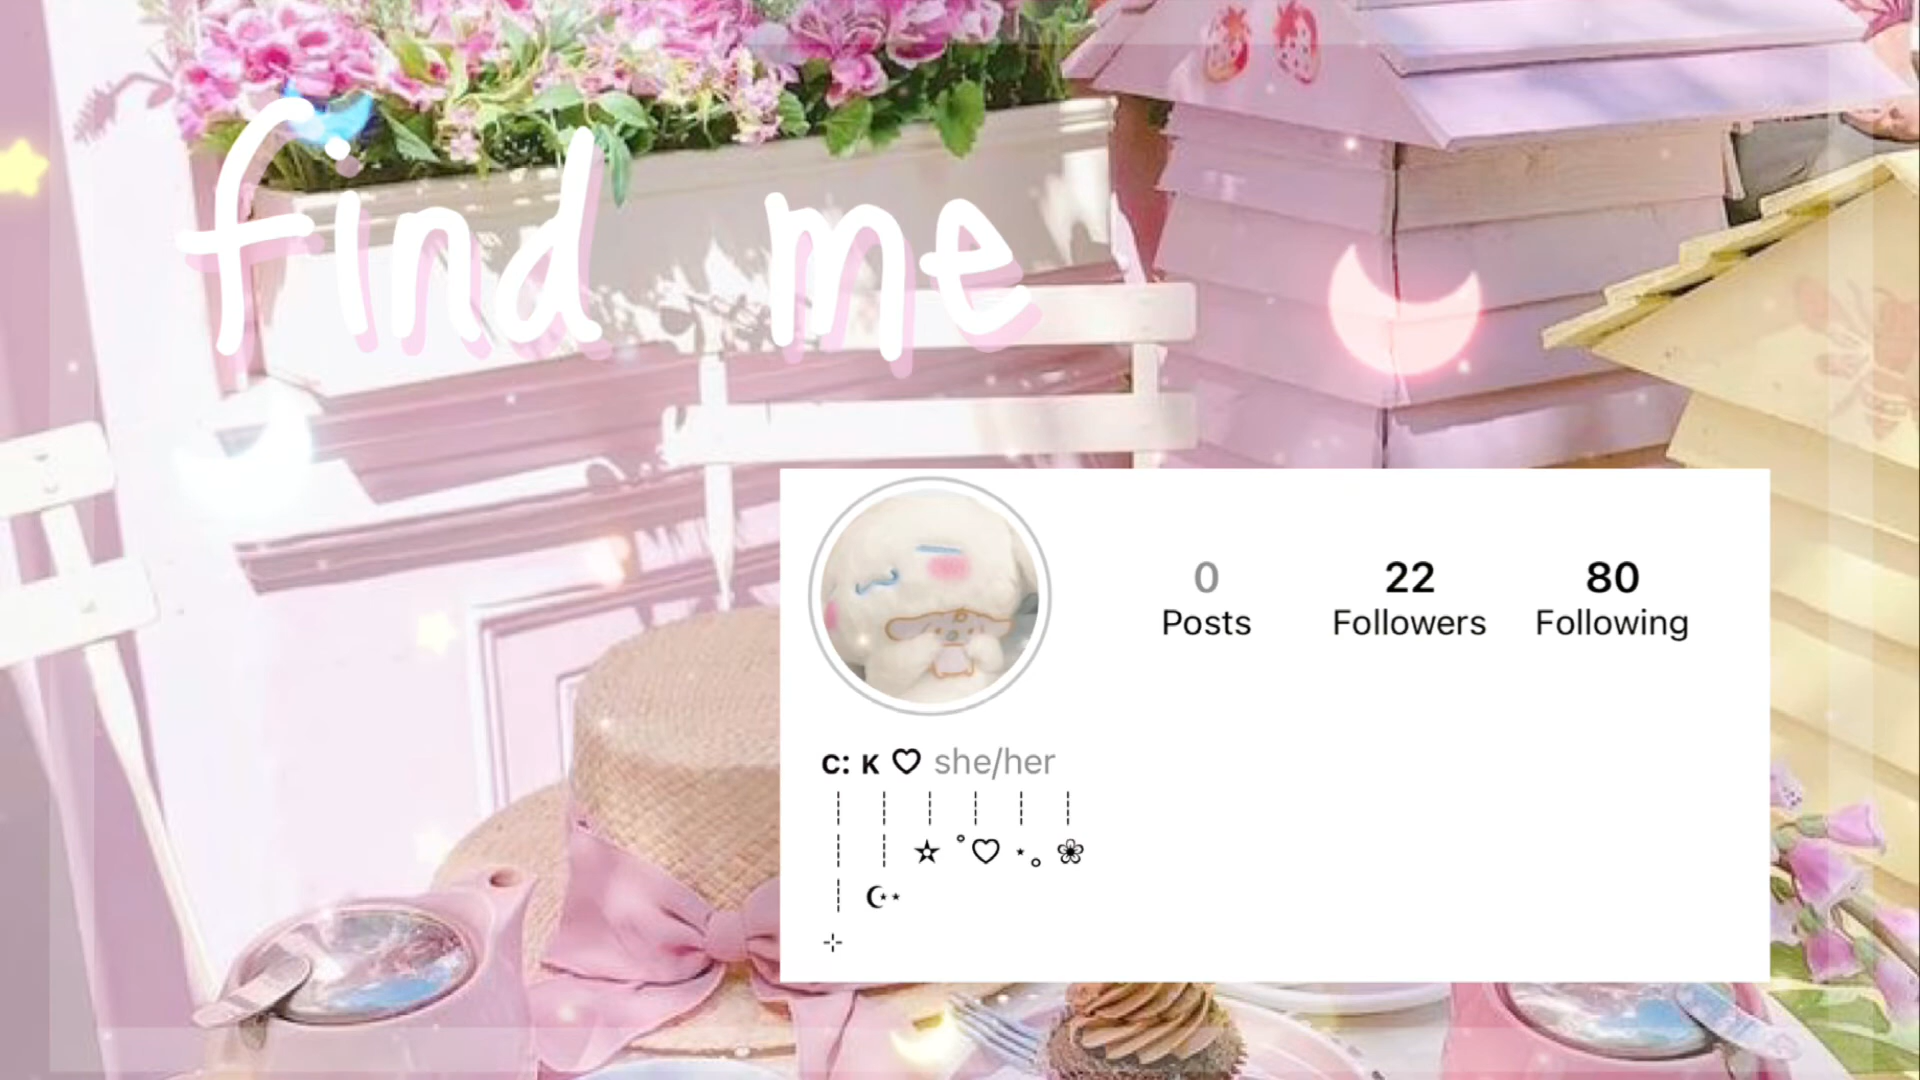 find me
0 22 80
Posts Followers Following
C: K ♡ she/her
┊ ┊ ┊ ┊ ┊ ┊
┊ ┊ ✫ ˚♡ ⋆。 ❀
┊ ☪⋆
⊹